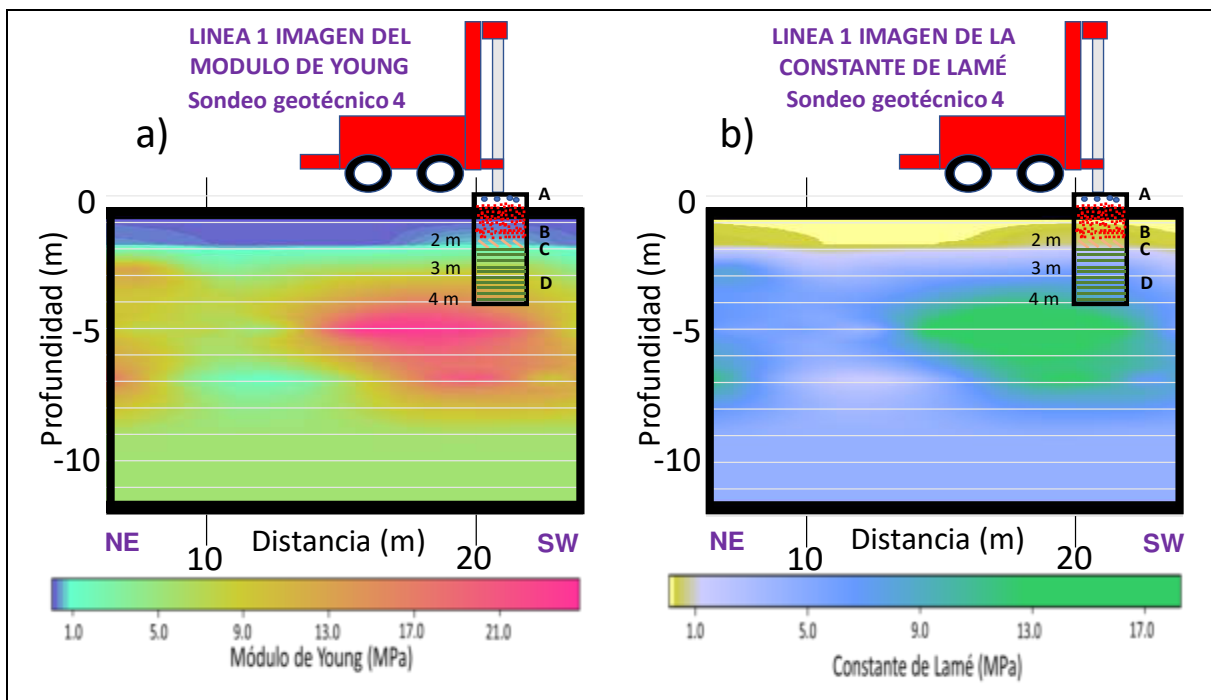 LINEA 1 IMAGEN DEL
MODULO DE YOUNG
Sondeo geotécnico 4
a)
0
A
B
2 m
C
3 m
D
4 m
-5
-10
Profundidad (m)
NE
10
Distancia (m)
20
SW
1.0 5.0 9.0 13.0 17.0 21.0
Módulo de Young (MPa)
LINEA 1 IMAGEN DE LA
CONSTANTE DE LAMÉ
Sondeo geotécnico 4
b)
0
A
B
2 m
C
3 m
D
4 m
-5
-10
Profundidad (m)
NE
10
Distancia (m)
20
SW
1.0 5.0 9.0 13.0 17.0
Constante de Lamé (MPa)